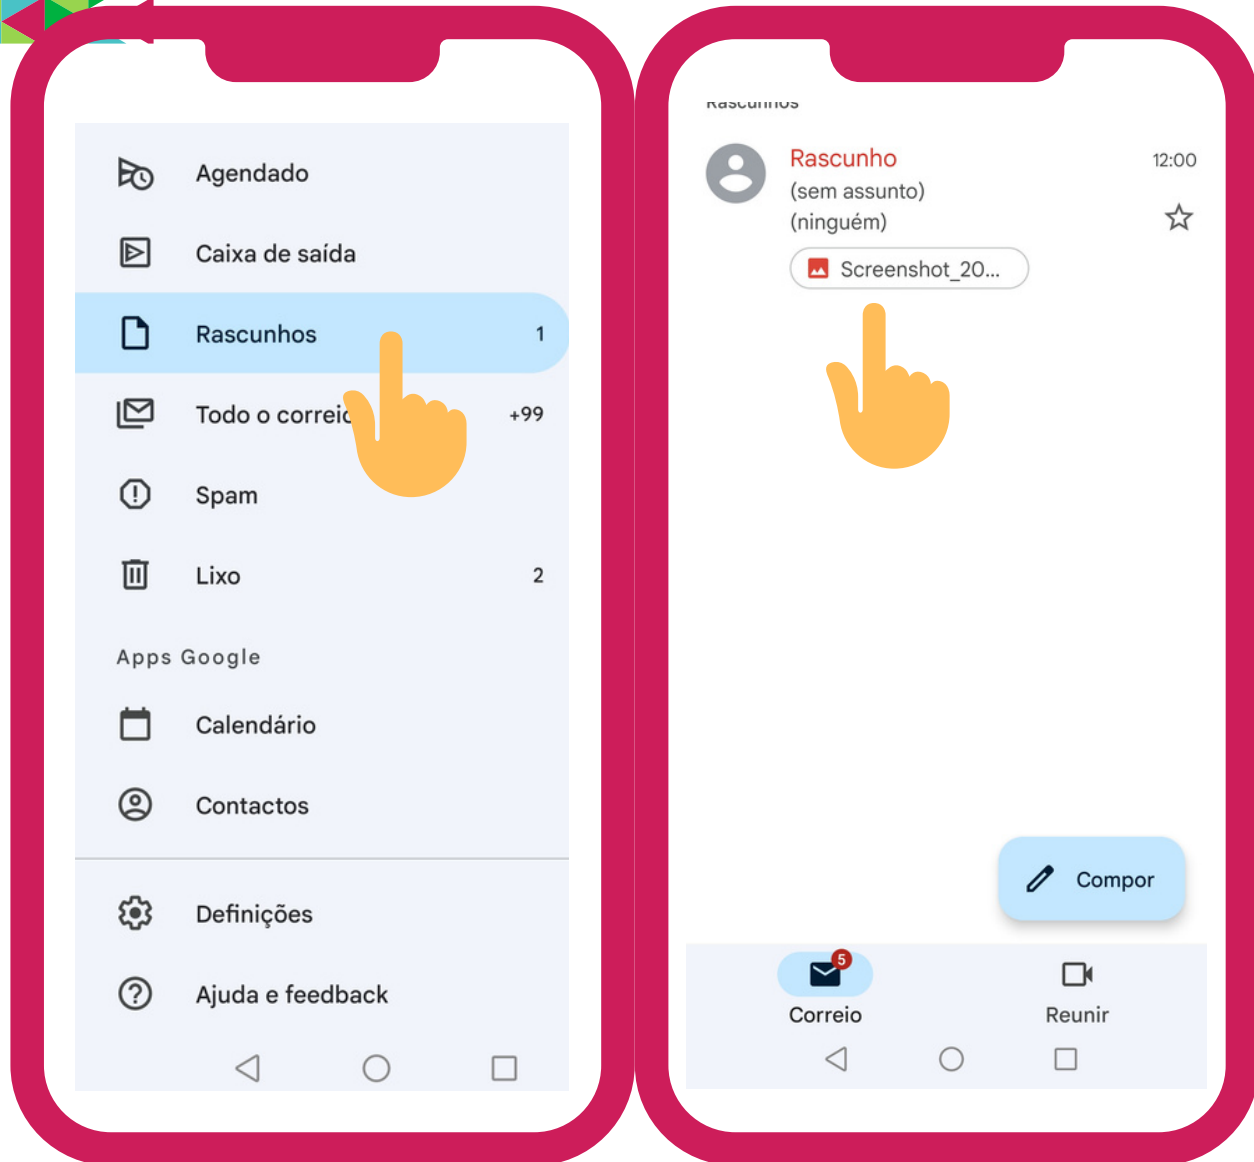 Agendado
Caixa de saída
Rascunhos 1
Todo o correio +99
Spam
Lixo 2
Apps Google
Calendário
Contactos
Definições
Ajuda e feedback
Rascunhos
Rascunho 12:00
(sem assunto)
(ninguém)
Screenshot_20...
Compor
5
Correio Reunir